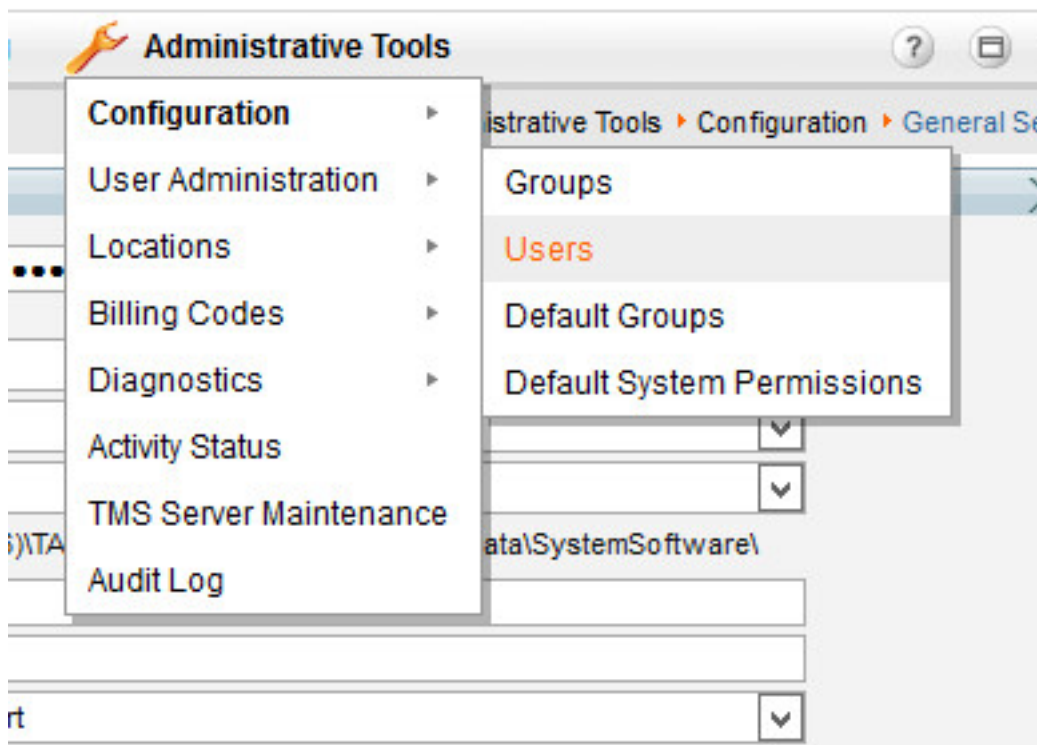 Administrative Tools
?
Configuration
istrative Tools Configuration General Se
User Administration
Groups
Locations
Users
Billing Codes
Default Groups
Diagnostics
Default System Permissions
Activity Status
TMS Server Maintenance
)\TA
ata\SystemSoftware\
Audit Log
rt